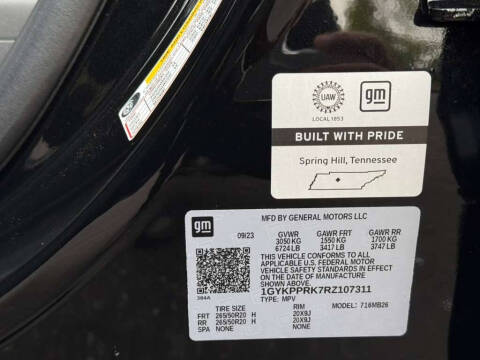 UAW
LOCAL 1853
gm
BUILT WITH PRIDE
Spring Hill, Tennessee
gm
MFD BY GENERAL MOTORS LLC
09/23 GVWR GAWR FRT GAWR RR
3050 KG 1550 KG 1700 KG
6724 LB 3417 LB 3747 LB
THIS VEHICLE CONFORMS TO ALL
APPLICABLE U.S. FEDERAL MOTOR
VEHICLE SAFETY STANDARDS IN EFFECT
ON THE DATE OF MANUFACTURE
SHOWN ABOVE.
1GYKPPRK7RZ107311
TYPE: MPV MODEL: 716MB26
TIRE SIZE RIM
FRT 265/50R20 H 20X9J
RR 265/50R20 H 20X9J
SPA NONE NONE